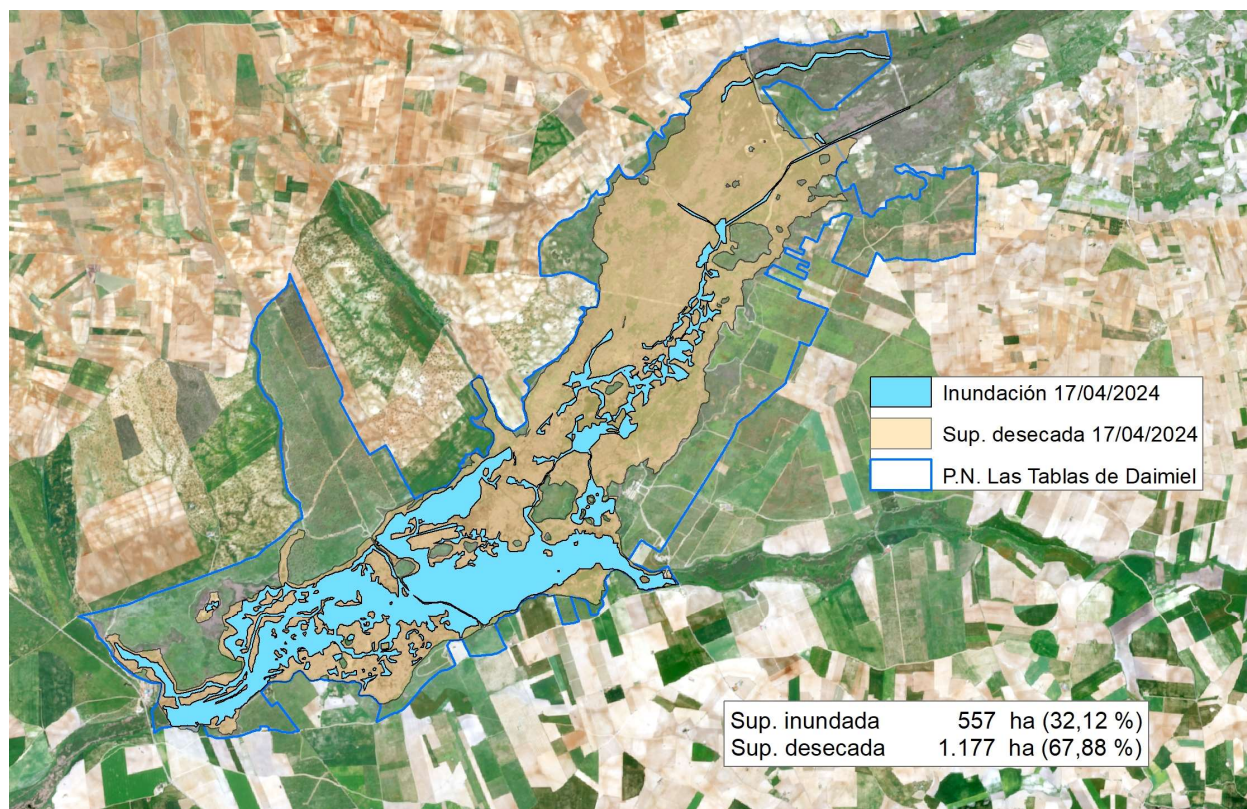 Inundación 17/04/2024
Sup. desecada 17/04/2024
P.N. Las Tablas de Daimiel
Sup. inundada 557 ha (32,12 %)
Sup. desecada 1.177 ha (67,88 %)